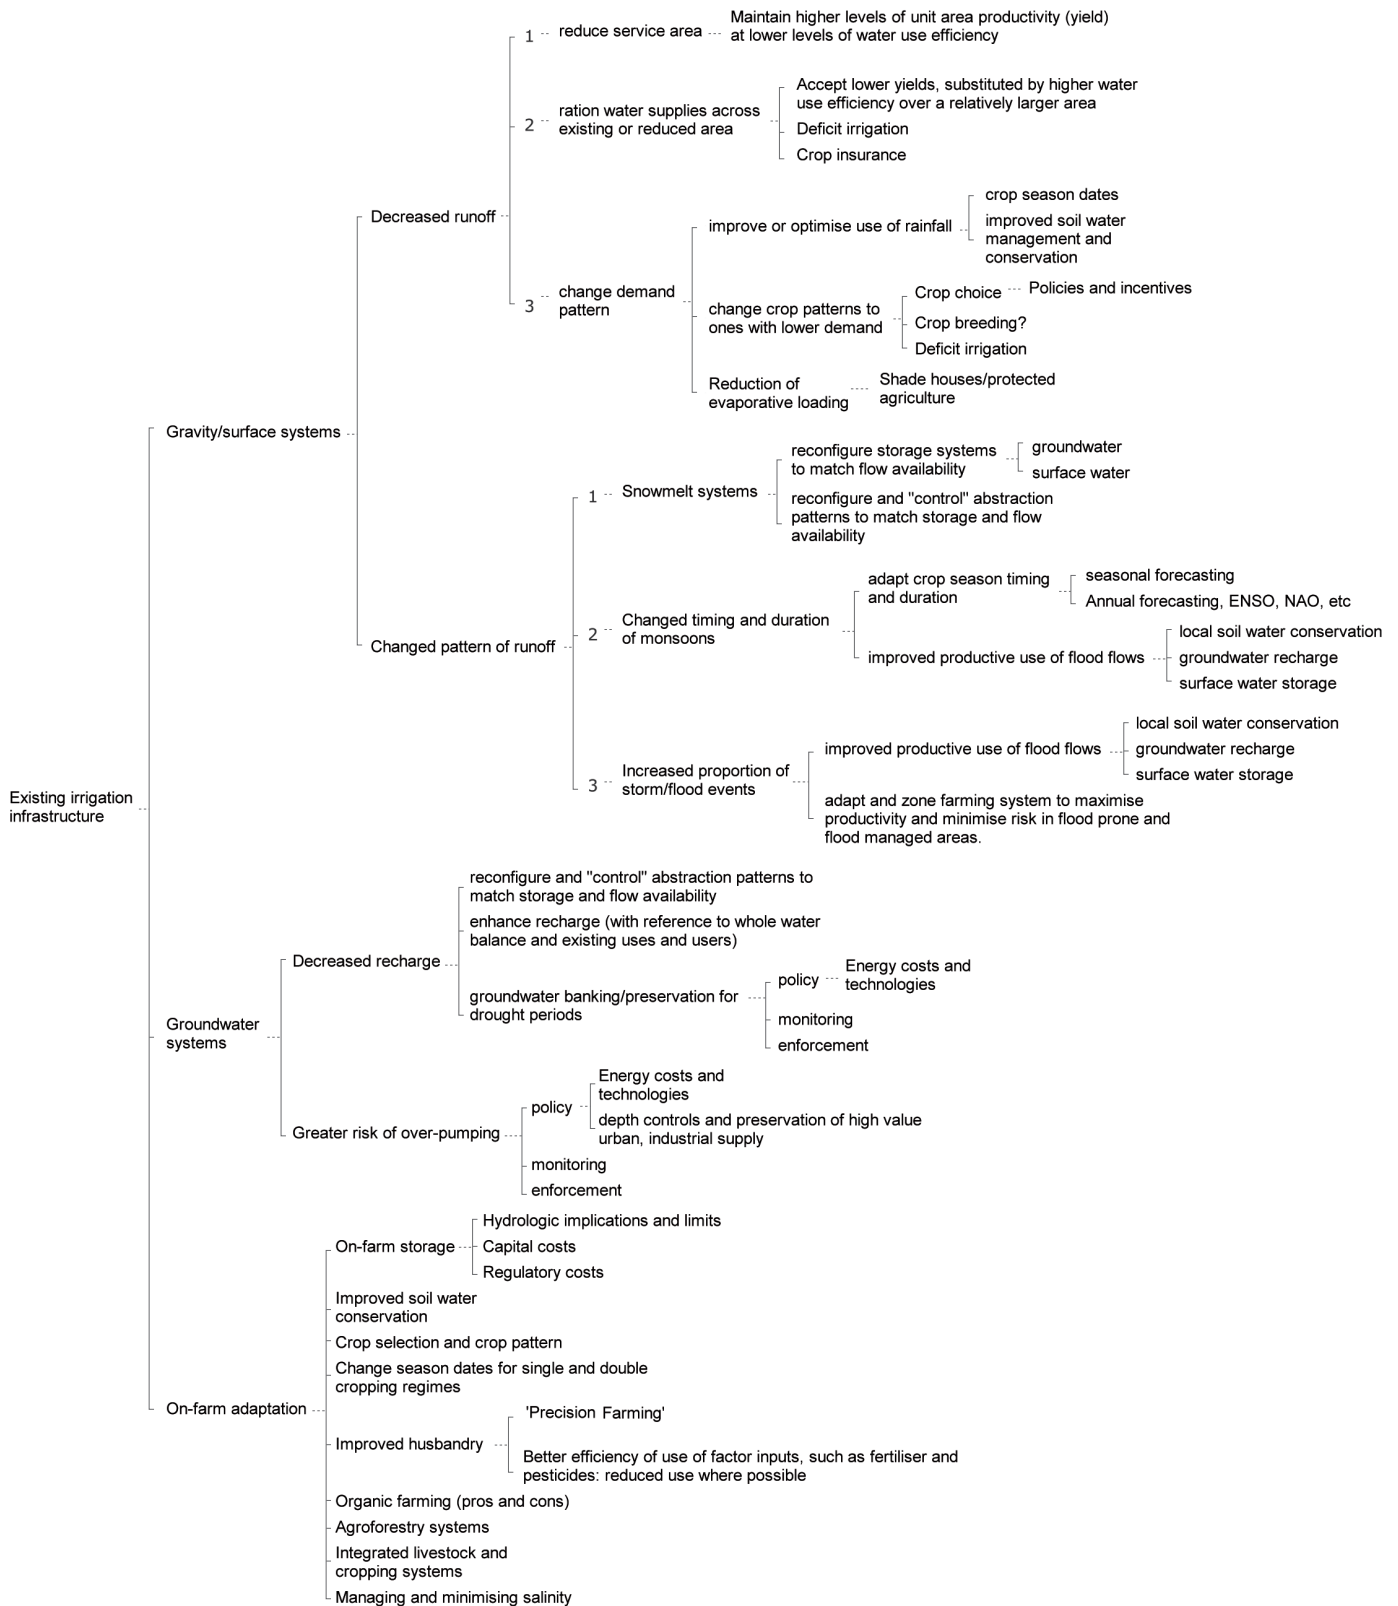 Existing irrigation
infrastructure
Gravity/surface systems
Decreased runoff
1
reduce service area
Maintain higher levels of unit area productivity (yield)
at lower levels of water use efficiency
2
ration water supplies across
existing or reduced area
Accept lower yields, substituted by higher water
use efficiency over a relatively larger area
Deficit irrigation
Crop insurance
3
change demand
pattern
improve or optimise use of rainfall
crop season dates
improved soil water
management and
conservation
change crop patterns to
ones with lower demand
Crop choice
Policies and incentives
Crop breeding?
Deficit irrigation
Reduction of
evaporative loading
Shade houses/protected
agriculture
Changed pattern of runoff
1
Snowmelt systems
reconfigure storage systems
to match flow availability
groundwater
surface water
reconfigure and "control" abstraction
patterns to match storage and flow
availability
2
Changed timing and duration
of monsoons
adapt crop season timing
and duration
seasonal forecasting
Annual forecasting, ENSO, NAO, etc
improved productive use of flood flows
local soil water conservation
groundwater recharge
surface water storage
3
Increased proportion of
storm/flood events
improved productive use of flood flows
local soil water conservation
groundwater recharge
surface water storage
adapt and zone farming system to maximise
productivity and minimise risk in flood prone and
flood managed areas.
Groundwater
systems
Decreased recharge
reconfigure and "control" abstraction patterns to
match storage and flow availability
enhance recharge (with reference to whole water
balance and existing uses and users)
groundwater banking/preservation for
drought periods
policy
Energy costs and
technologies
monitoring
enforcement
Greater risk of over-pumping
policy
Energy costs and
technologies
depth controls and preservation of high value
urban, industrial supply
monitoring
enforcement
On-farm adaptation
On-farm storage
Hydrologic implications and limits
Capital costs
Regulatory costs
Improved soil water
conservation
Crop selection and crop pattern
Change season dates for single and double
cropping regimes
Improved husbandry
'Precision Farming'
Better efficiency of use of factor inputs, such as fertiliser and
pesticides: reduced use where possible
Organic farming (pros and cons)
Agroforestry systems
Integrated livestock and
cropping systems
Managing and minimising salinity